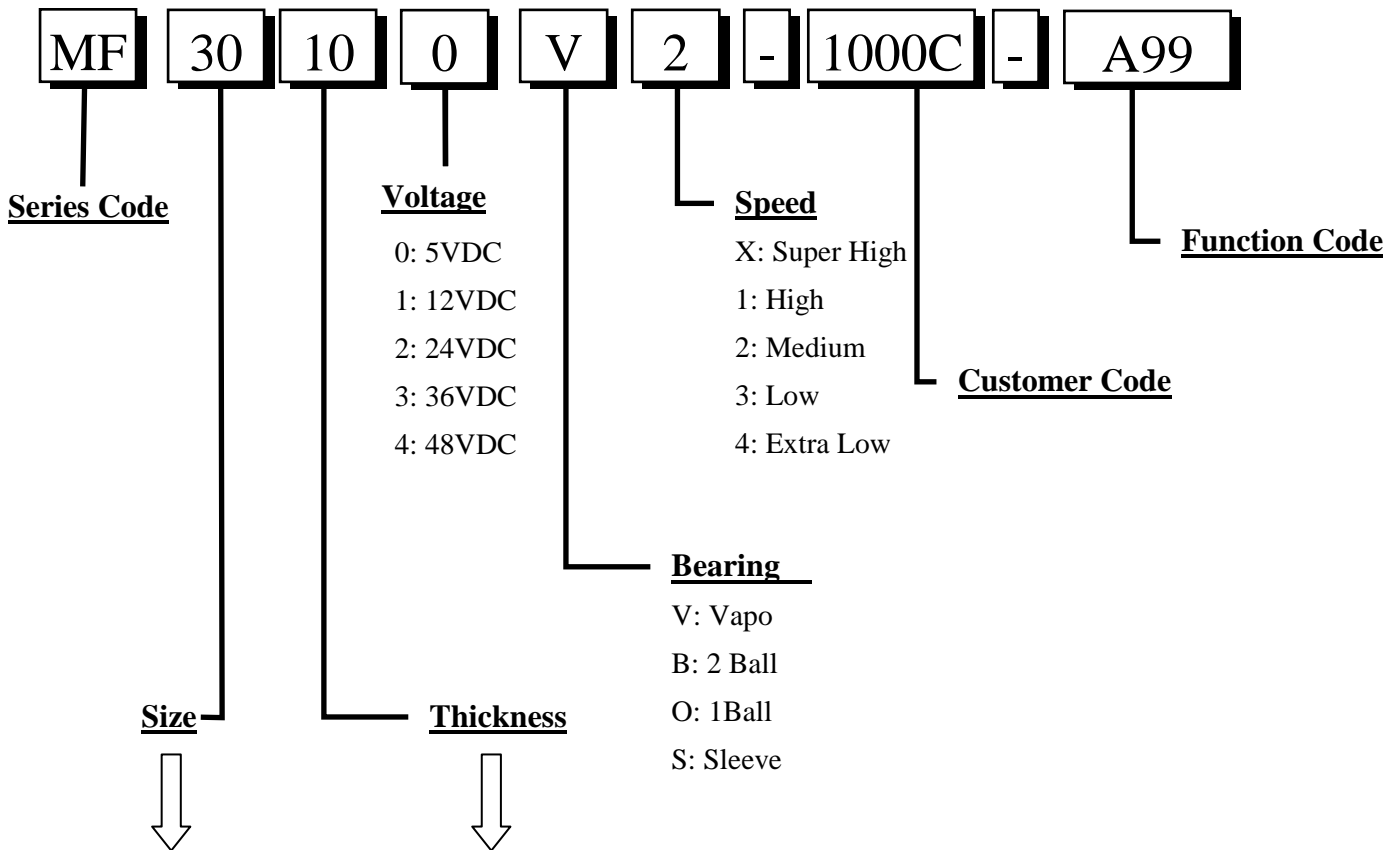 MF 30 10 0 V 2 - 1000C - A99
Series Code
Voltage
0: 5VDC
1: 12VDC
2: 24VDC
3: 36VDC
4: 48VDC
Speed
X: Super High
1: High
2: Medium
3: Low
4: Extra Low
Function Code
Customer Code
Bearing
V: Vapo
B: 2 Ball
O: 1Ball
S: Sleeve
Size
Thickness